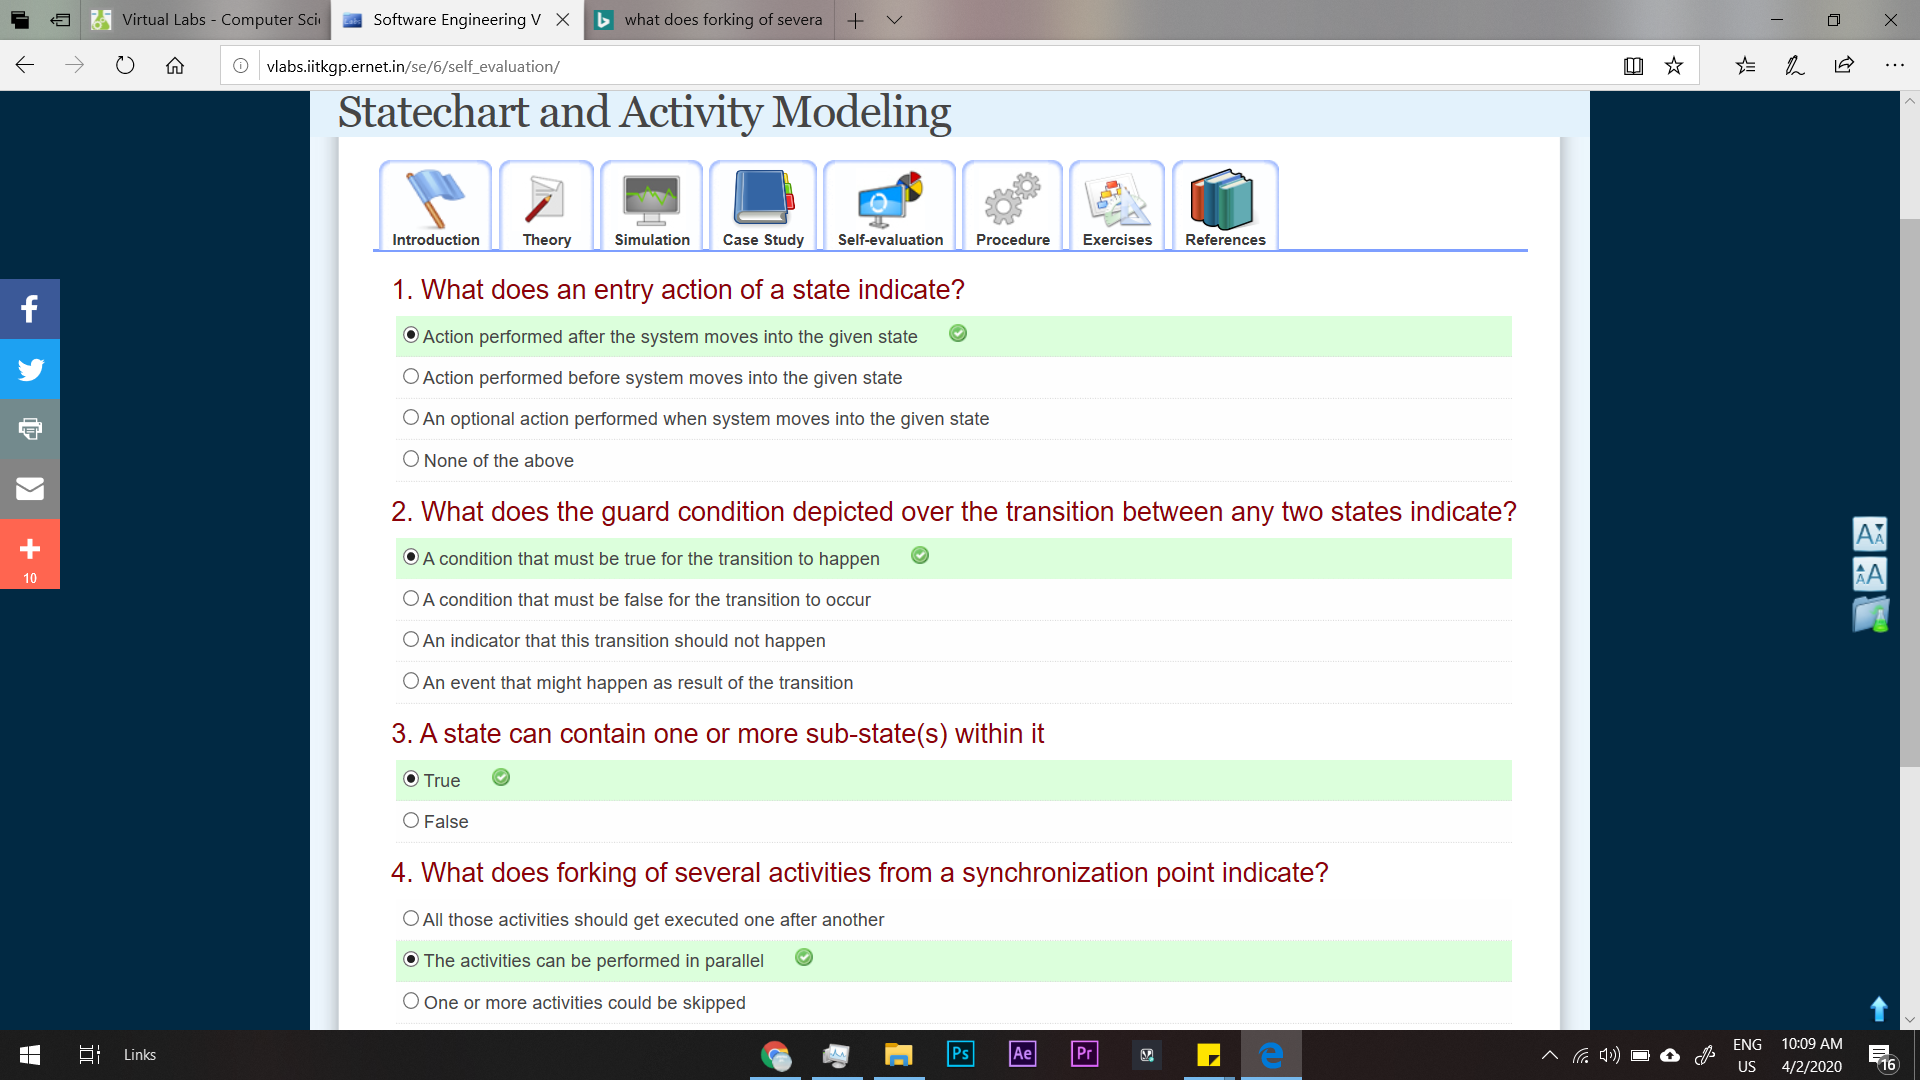 Virtual Labs - Computer Sci
Software Engineering V
what does forking of severa
vlabs.iitkgp.ernet.in/se/6/self_evaluation/
Statechart and Activity Modeling
Introduction
Theory
Simulation
Case Study
Self-evaluation
Procedure
Exercises
References
1. What does an entry action of a state indicate?
Action performed after the system moves into the given state
Action performed before system moves into the given state
An optional action performed when system moves into the given state
None of the above
2. What does the guard condition depicted over the transition between any two states indicate?
A condition that must be true for the transition to happen
A condition that must be false for the transition to occur
An indicator that this transition should not happen
An event that might happen as result of the transition
3. A state can contain one or more sub-state(s) within it
True
False
4. What does forking of several activities from a synchronization point indicate?
All those activities should get executed one after another
The activities can be performed in parallel
One or more activities could be skipped
10
AA
AA
Links
Ps
Ae
Pr
ENG
US
10:09 AM
4/2/2020
16